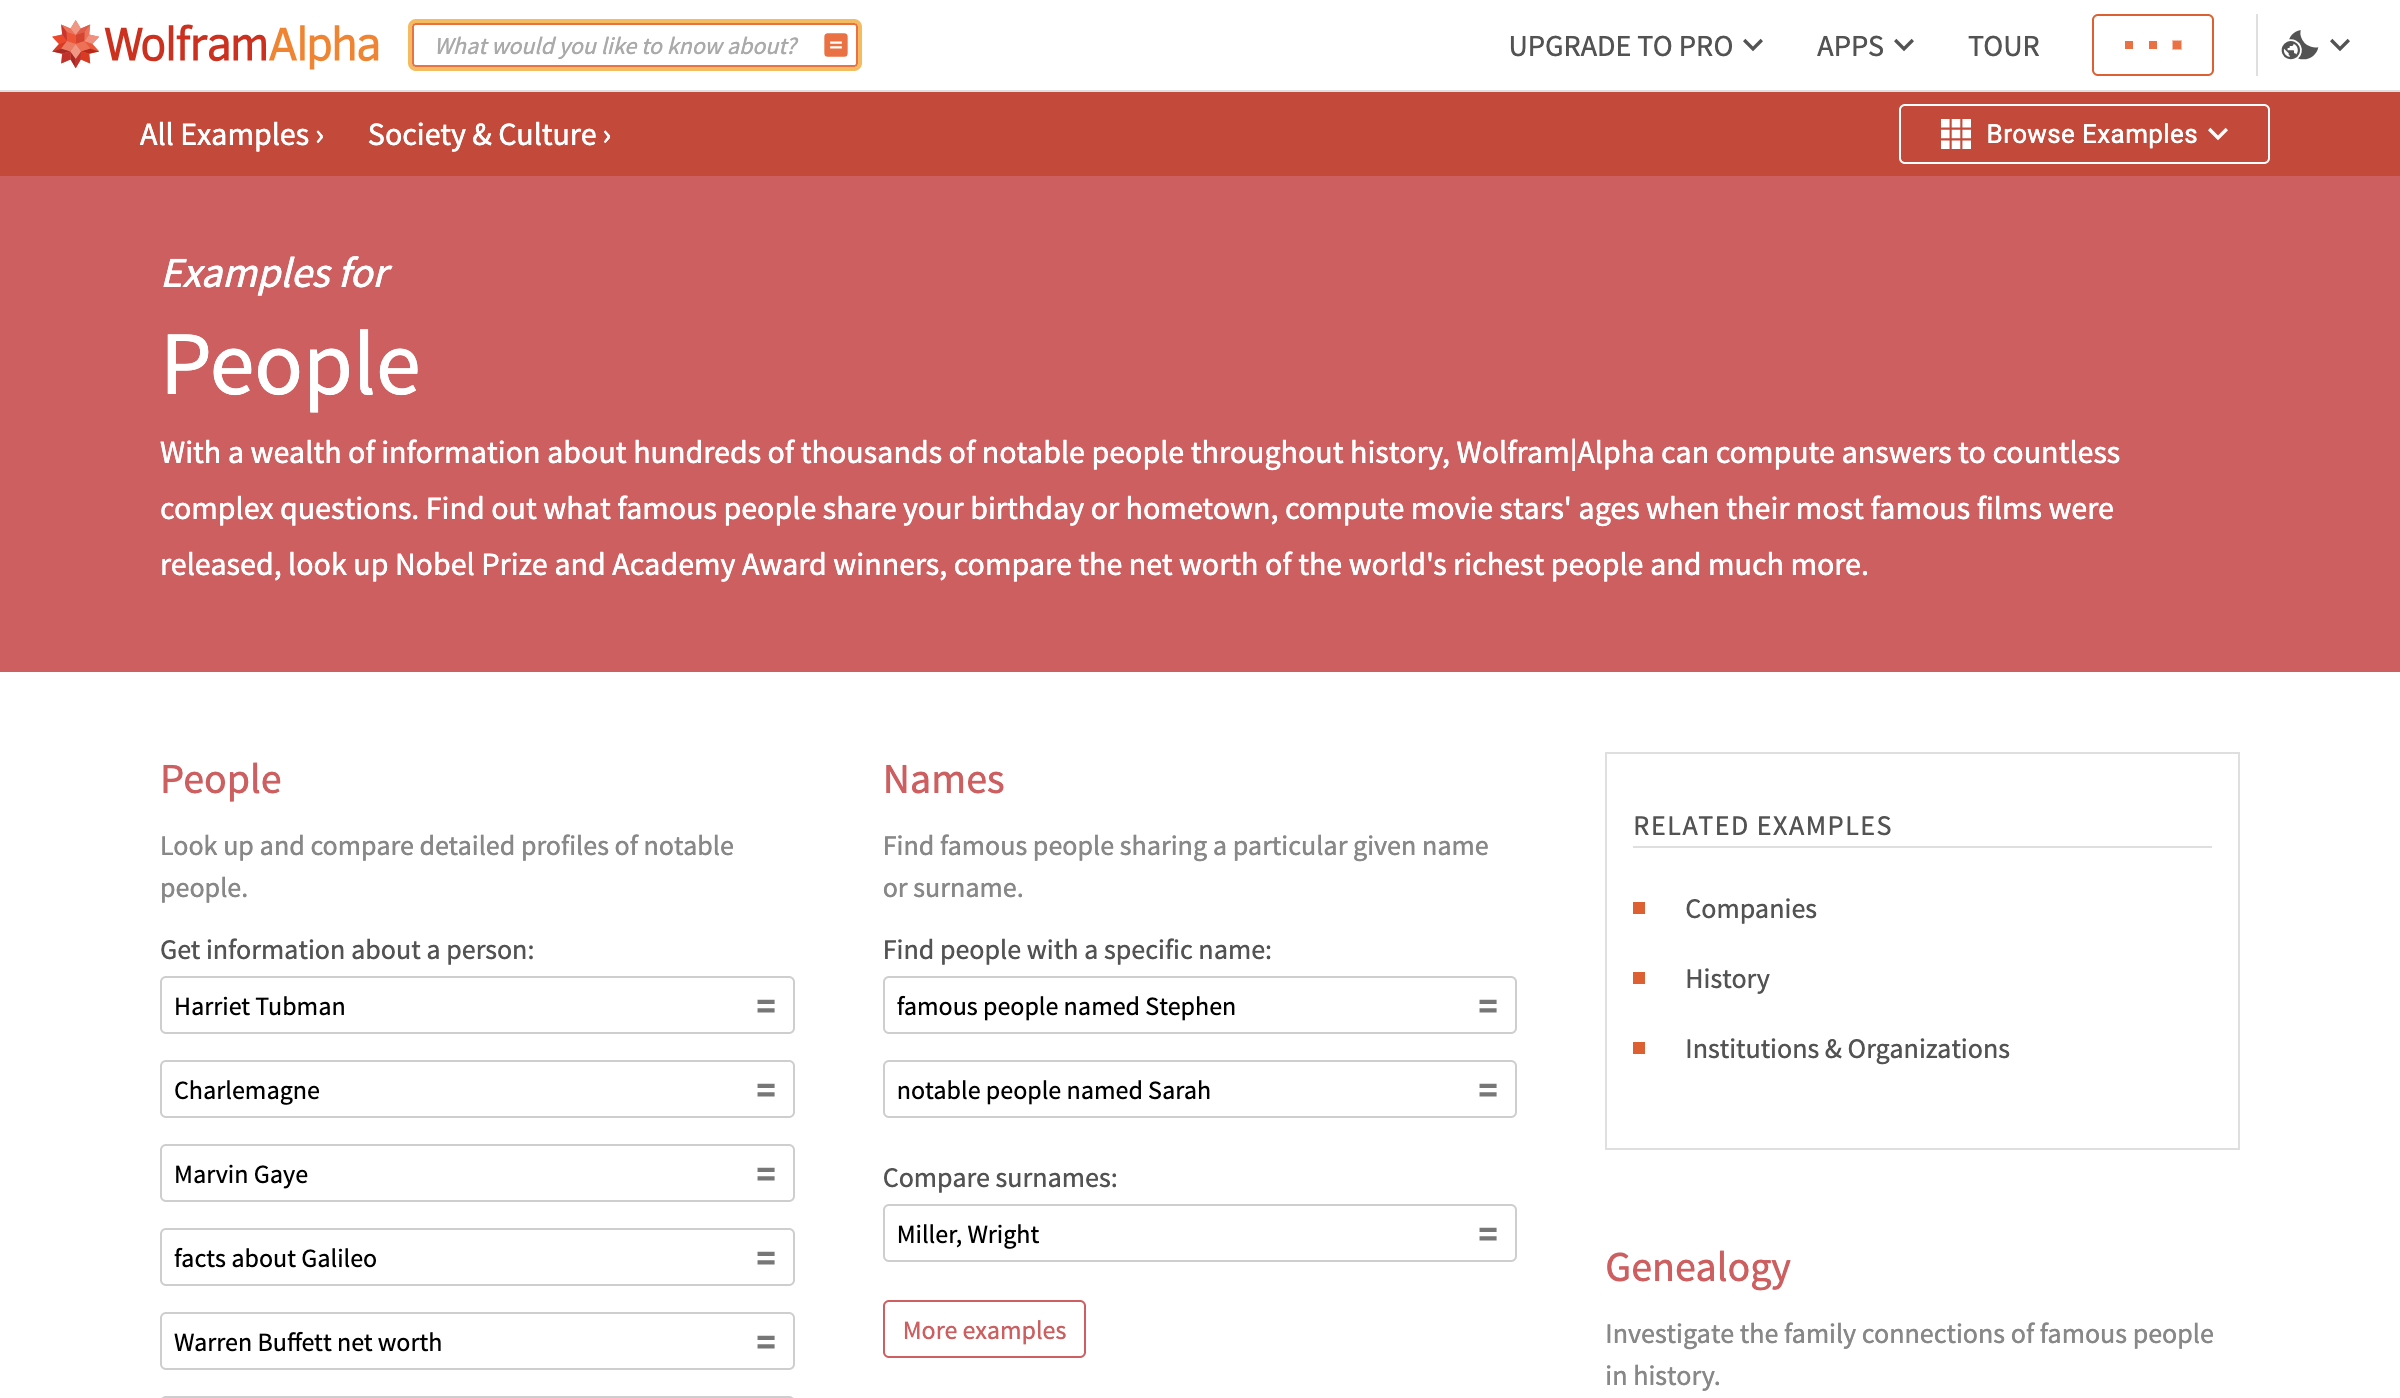 WolframAlpha
What would you like to know about?
UPGRADE TO PRO
APPS
TOUR
All Examples ›
Society & Culture ›
Browse Examples
Examples for
People
With a wealth of information about hundreds of thousands of notable people throughout history, Wolfram|Alpha can compute answers to countless
complex questions. Find out what famous people share your birthday or hometown, compute movie stars' ages when their most famous films were
released, look up Nobel Prize and Academy Award winners, compare the net worth of the world's richest people and much more.
People
Look up and compare detailed profiles of notable
people.
Get information about a person:
Harriet Tubman
Charlemagne
Marvin Gaye
facts about Galileo
Warren Buffett net worth
Names
Find famous people sharing a particular given name
or surname.
Find people with a specific name:
famous people named Stephen
notable people named Sarah
Compare surnames:
Miller, Wright
More examples
RELATED EXAMPLES
Companies
History
Institutions & Organizations
Genealogy
Investigate the family connections of famous people
in history.